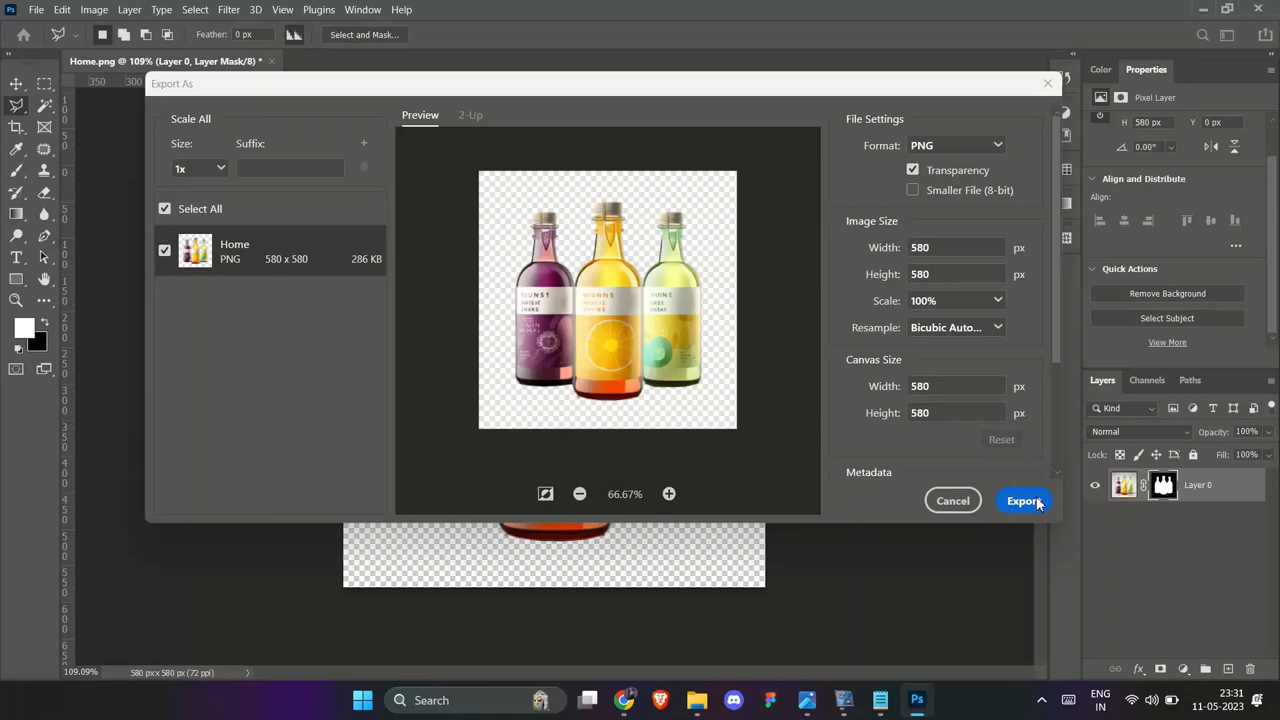 Ps File Edit Image Layer Type Select Filter 3D View Plugins Window Help
Feather: 0 px Select and Mask...
Home.png @ 109% (Layer 0, Layer Mask/8) *
350 300
Export As
Scale All
Size: Suffix:
1x
Select All
Home
PNG 580 x 580 286 KB
Preview 2-Up
66.67%
File Settings
Format: PNG
Transparency
Smaller File (8-bit)
Image Size
Width: 580 px
Height: 580 px
Scale: 100%
Resample: Bicubic Auto...
Canvas Size
Width: 580 px
Height: 580 px
Reset
Metadata
Cancel Export
Color Properties
Pixel Layer
H 580 px Y 0 px
0.00°
Align and Distribute
Align:
Quick Actions
Remove Background
Select Subject
View More
Layers Channels Paths
Kind
Normal Opacity: 100%
Lock: Fill: 100%
Layer 0
109.09% 580 px x 580 px (72 ppi)
Search
Ps
ENG
IN
23:31
11-05-2023